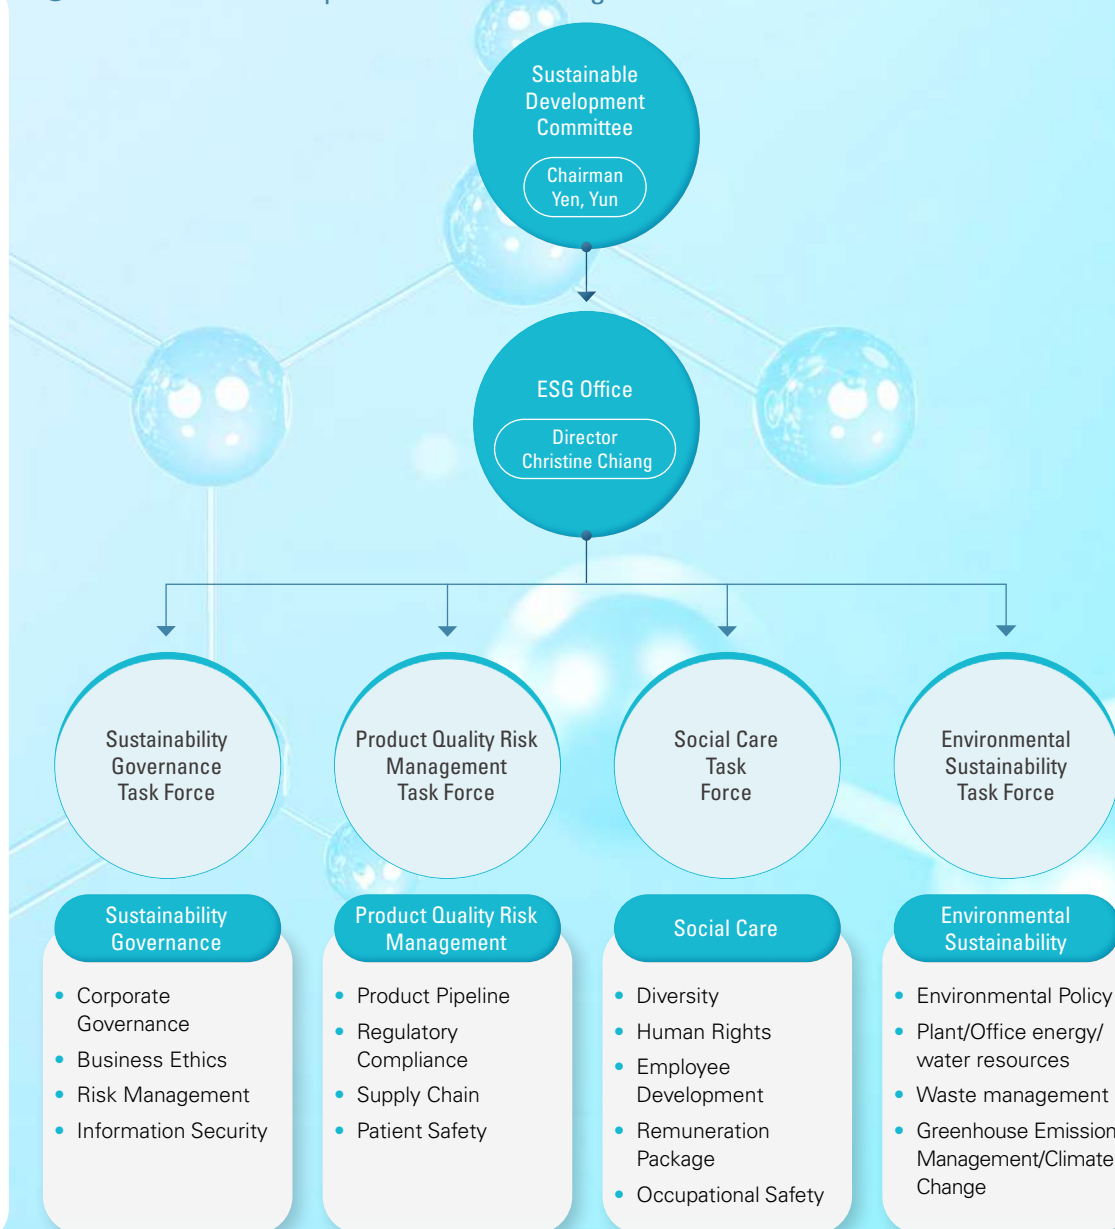 Sustainable
Development
Committee
Chairman
Yen, Yun
ESG Office
Director
Christine Chiang
Sustainability
Governance
Task Force
Product Quality Risk
Management
Task Force
Social Care
Task
Force
Environmental
Sustainability
Task Force
Sustainability
Governance
• Corporate
Governance
• Business Ethics
• Risk Management
• Information Security
Product Quality Risk
Management
• Product Pipeline
• Regulatory
Compliance
• Supply Chain
• Patient Safety
Social Care
• Diversity
• Human Rights
• Employee
Development
• Remuneration
Package
• Occupational Safety
Environmental
Sustainability
• Environmental Policy
• Plant/Office energy/
water resources
• Waste management
• Greenhouse Emission
Management/Climate
Change